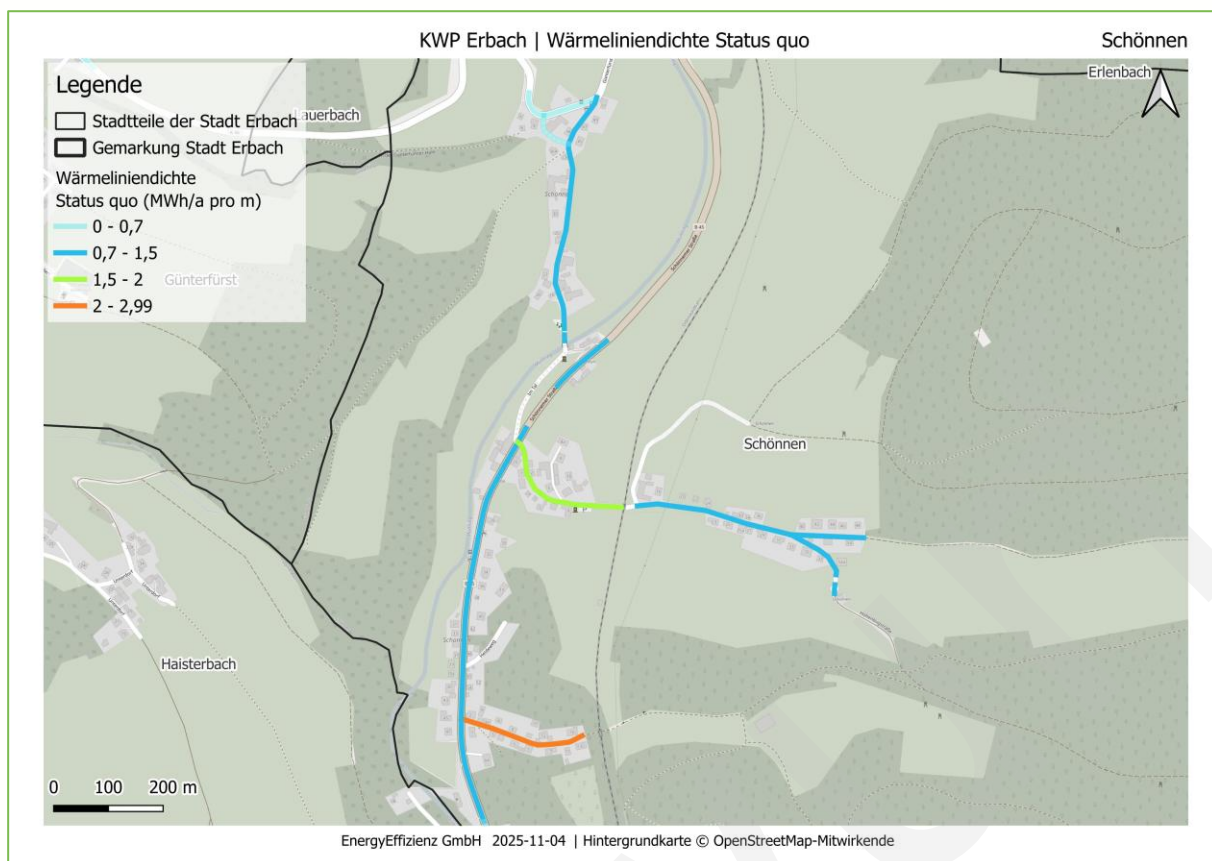 KWP Erbach | Wärmeliniendichte Status quo
Schönnen
Legende
Stadtteile der Stadt Erbach
Gemarkung Stadt Erbach
Wärmeliniendichte
Status quo (MWh/a pro m)
0 - 0,7
0,7 - 1,5
1,5 - 2
2 - 2,99
Lauerbach
Erlenbach
Günterfürst
Schönnen
Haisterbach
0 100 200 m
EnergyEffizienz GmbH 2025-11-04 | Hintergrundkarte © OpenStreetMap-Mitwirkende